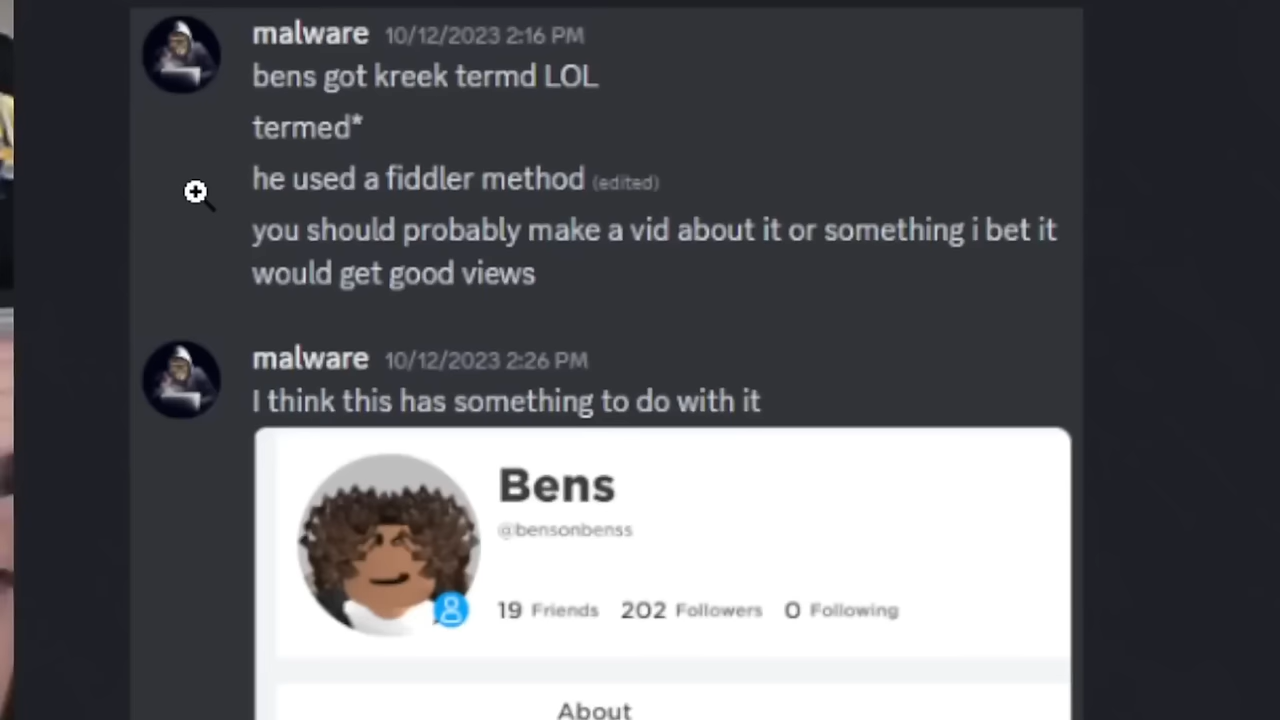 malware 10/12/2023 2:16 PM
bens got kreek termd LOL
termed*
he used a fiddler method (edited)
you should probably make a vid about it or something i bet it
would get good views
malware 10/12/2023 2:26 PM
I think this has something to do with it
Bens
@bensonbenss
19 Friends 202 Followers 0 Following
About